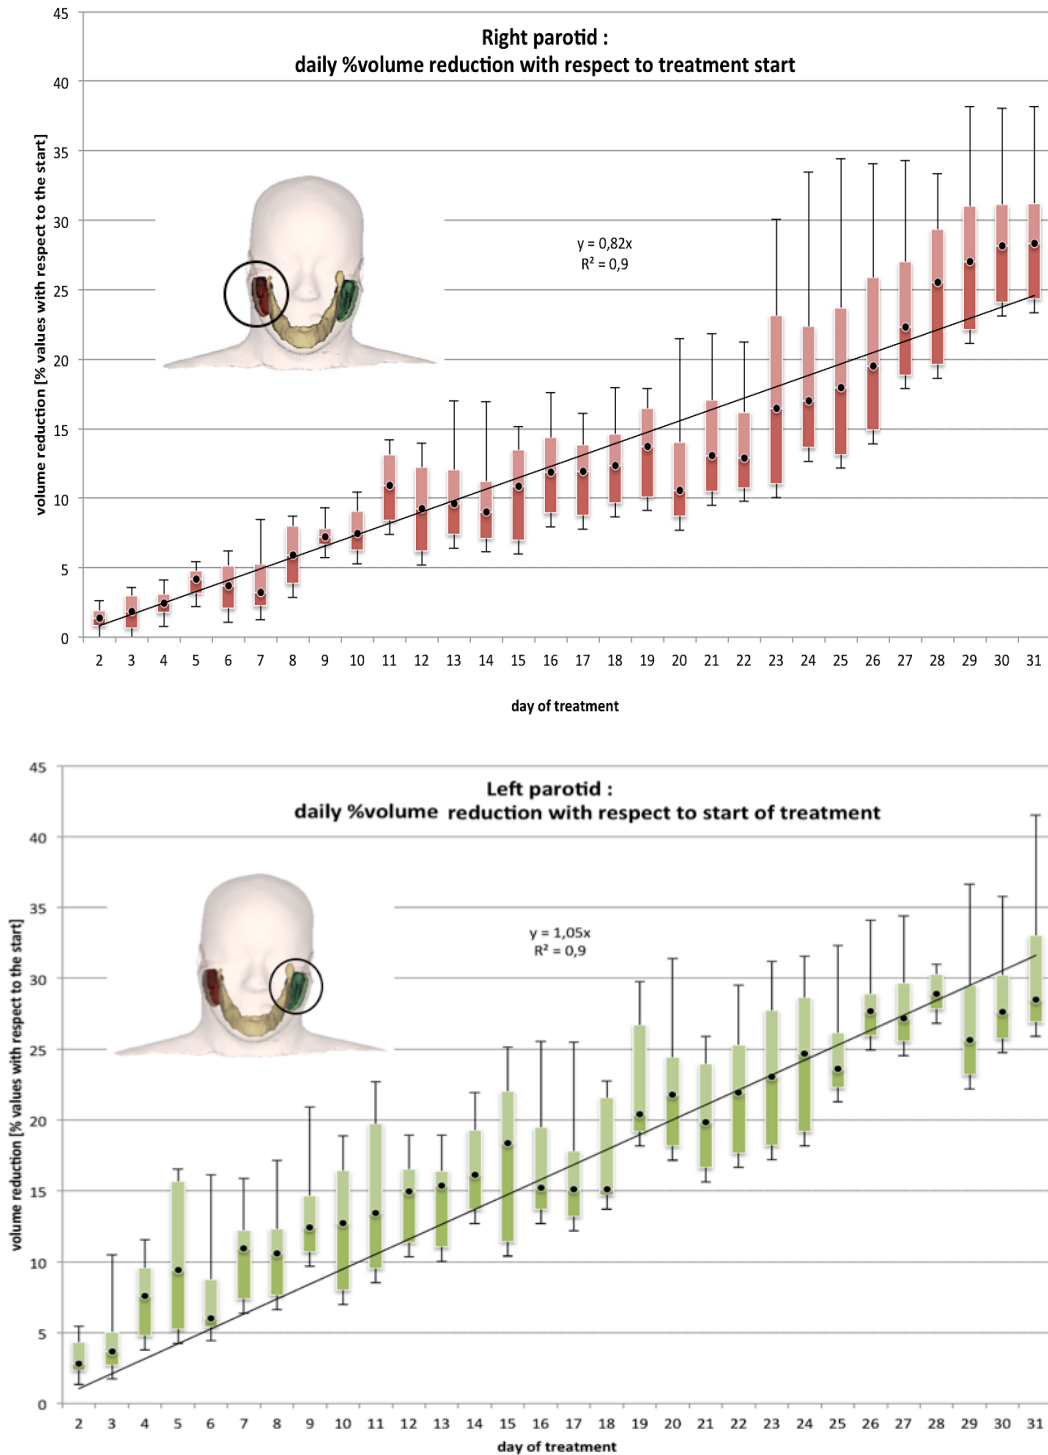 Right parotid :
daily %volume reduction with respect to treatment start
volume reduction [% values with respect to the start]
45
40
35
30
25
20
15
10
5
0
y = 0,82x
R² = 0,9
2 3 4 5 6 7 8 9 10 11 12 13 14 15 16 17 18 19 20 21 22 23 24 25 26 27 28 29 30 31
day of treatment
Left parotid :
daily %volume reduction with respect to start of treatment
volume reduction [% values with respect to the start]
45
40
35
30
25
20
15
10
5
0
y = 1,05x
R² = 0,9
2 3 4 5 6 7 8 9 10 11 12 13 14 15 16 17 18 19 20 21 22 23 24 25 26 27 28 29 30 31
day of treatment